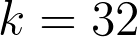 k = 32